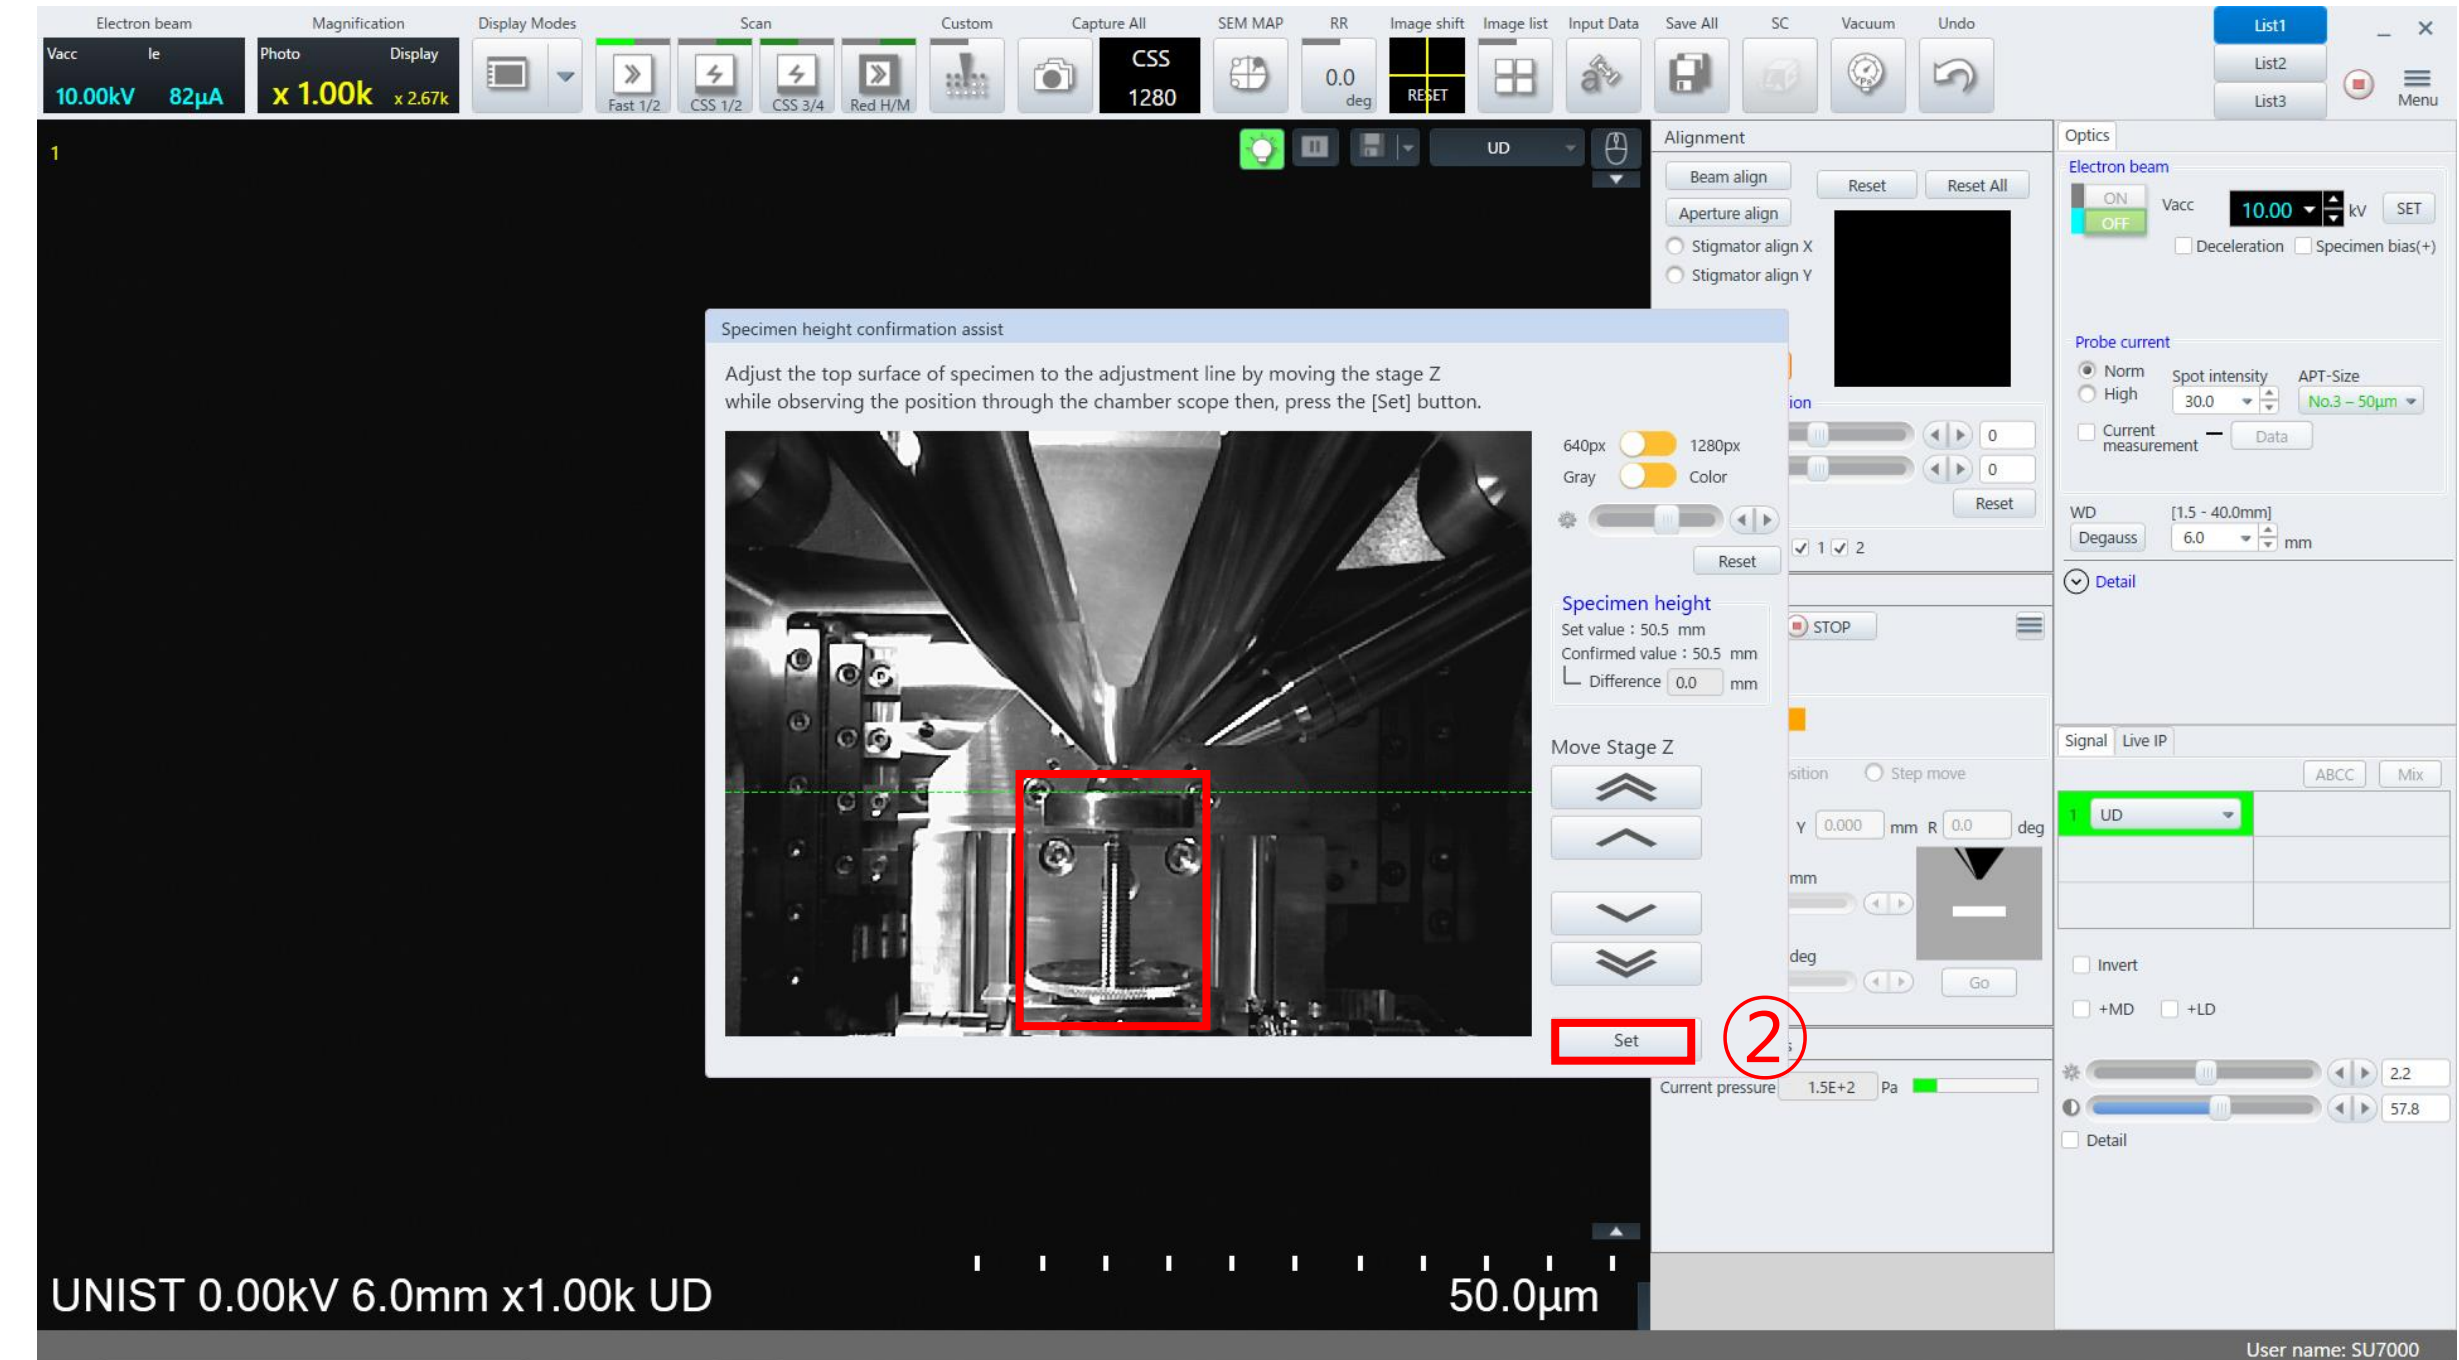 Electron beam
Magnification
Display Modes
Scan
Custom
Capture All
SEM MAP
RR
Image shift
Image list
Input Data
Save All
SC
Vacuum
Undo
List1
List2
List3
Menu
Vacc Ie
10.00kV 82µA
Photo Display
x 1.00k x 2.67k
Fast 1/2
CSS 1/2
CSS 3/4
Red H/M
CSS
1280
0.0
deg
RESET
1
UD
Alignment
Beam align
Reset
Reset All
Aperture align
Stigmator align X
Stigmator align Y
ion
0
0
Reset
1 2
STOP
sition
Step move
Y 0.000 mm R 0.0 deg
mm
deg
Go
s
Current pressure 1.5E+2 Pa
Specimen height confirmation assist
Adjust the top surface of specimen to the adjustment line by moving the stage Z
while observing the position through the chamber scope then, press the [Set] button.
640px 1280px
Gray Color
Reset
Specimen height
Set value : 50.5 mm
Confirmed value : 50.5 mm
Difference 0.0 mm
Move Stage Z
Set
②
Optics
Electron beam
ON
OFF
Vacc 10.00 kV SET
Deceleration Specimen bias(+)
Probe current
Norm
High
Spot intensity
30.0
APT-Size
No.3 – 50µm
Current
measurement
Data
WD [1.5 - 40.0mm]
Degauss 6.0 mm
Detail
Signal Live IP
ABCC Mix
1 UD
Invert
+MD +LD
2.2
57.8
Detail
UNIST 0.00kV 6.0mm x1.00k UD
50.0µm
User name: SU7000